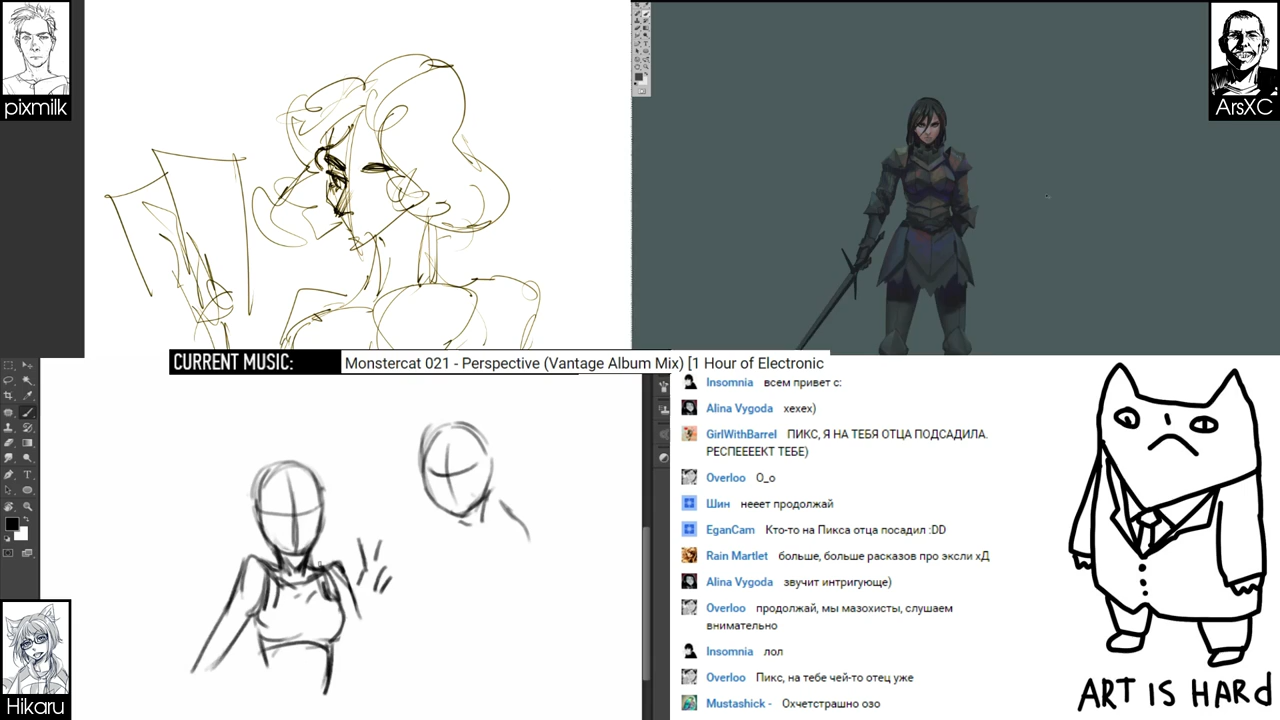 pixmilk
ArsXC
CURRENT MUSIC:
Monstercat 021 - Perspective (Vantage Album Mix) [1 Hour of Electronic
Insomnia всем привет с:
Alina Vygoda хехех)
GirlWithBarrel ПИКС, Я НА ТЕБЯ ОТЦА ПОДСАДИЛА.
РЕСПЕЕЕЕКТ ТЕБЕ)
Overloo О_о
Шин нееет продолжай
EganCam Кто-то на Пикса отца посадил :DD
Rain Martlet больше, больше расказов про эксли хД
Alina Vygoda звучит интригующе)
Overloo продолжай, мы мазохисты, слушаем
внимательно
Insomnia лол
Overloo Пикс, на тебе чей-то отец уже
Mustashick - Охчетстрашно озо
Hikaru
ART IS HARd